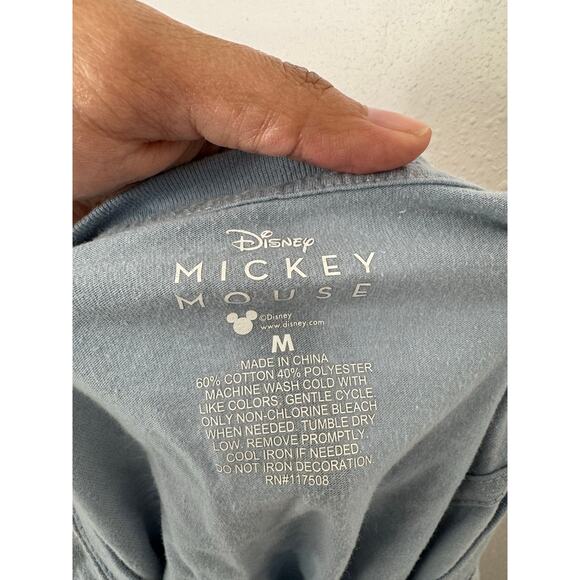 Disney
MICKEY
MOUSE
©Disney
www.disney.com
M
MADE IN CHINA
60% COTTON 40% POLYESTER
MACHINE WASH COLD WITH
LIKE COLORS. GENTLE CYCLE.
ONLY NON-CHLORINE BLEACH
WHEN NEEDED. TUMBLE DRY
LOW. REMOVE PROMPTLY.
COOL IRON IF NEEDED.
DO NOT IRON DECORATION.
RN#117508